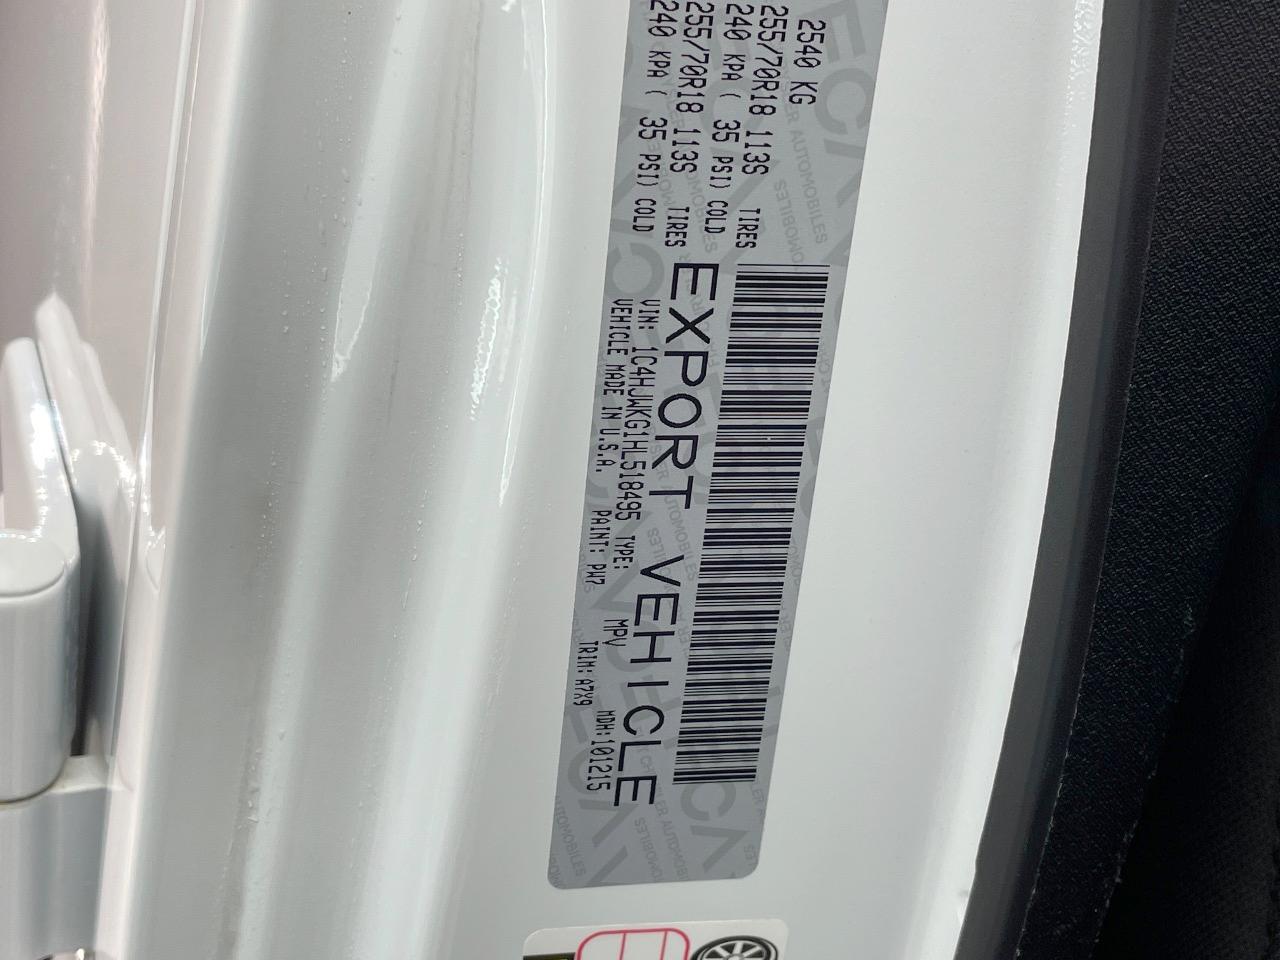 2540 KG
255/70R18 113S TIRES
240 KPA ( 35 PSI) COLD
255/70R18 113S TIRES
240 KPA ( 35 PSI) COLD
EXPORT VEHICLE
VIN: 1C4HJWKG1HL518495 TYPE: MPV MDH:101215
VEHICLE MADE IN U.S.A. PAINT: PW7 TRIM:A7X9